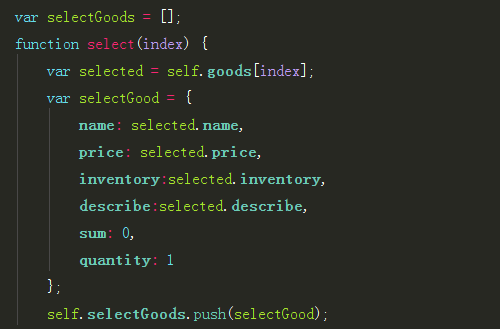 var selectGoods = [];
function select(index) {
    var selected = self.goods[index];
    var selectGood = {
        name: selected.name,
        price: selected.price,
        inventory:selected.inventory,
        describe:selected.describe,
        sum: 0,
        quantity: 1
    };
    self.selectGoods.push(selectGood);